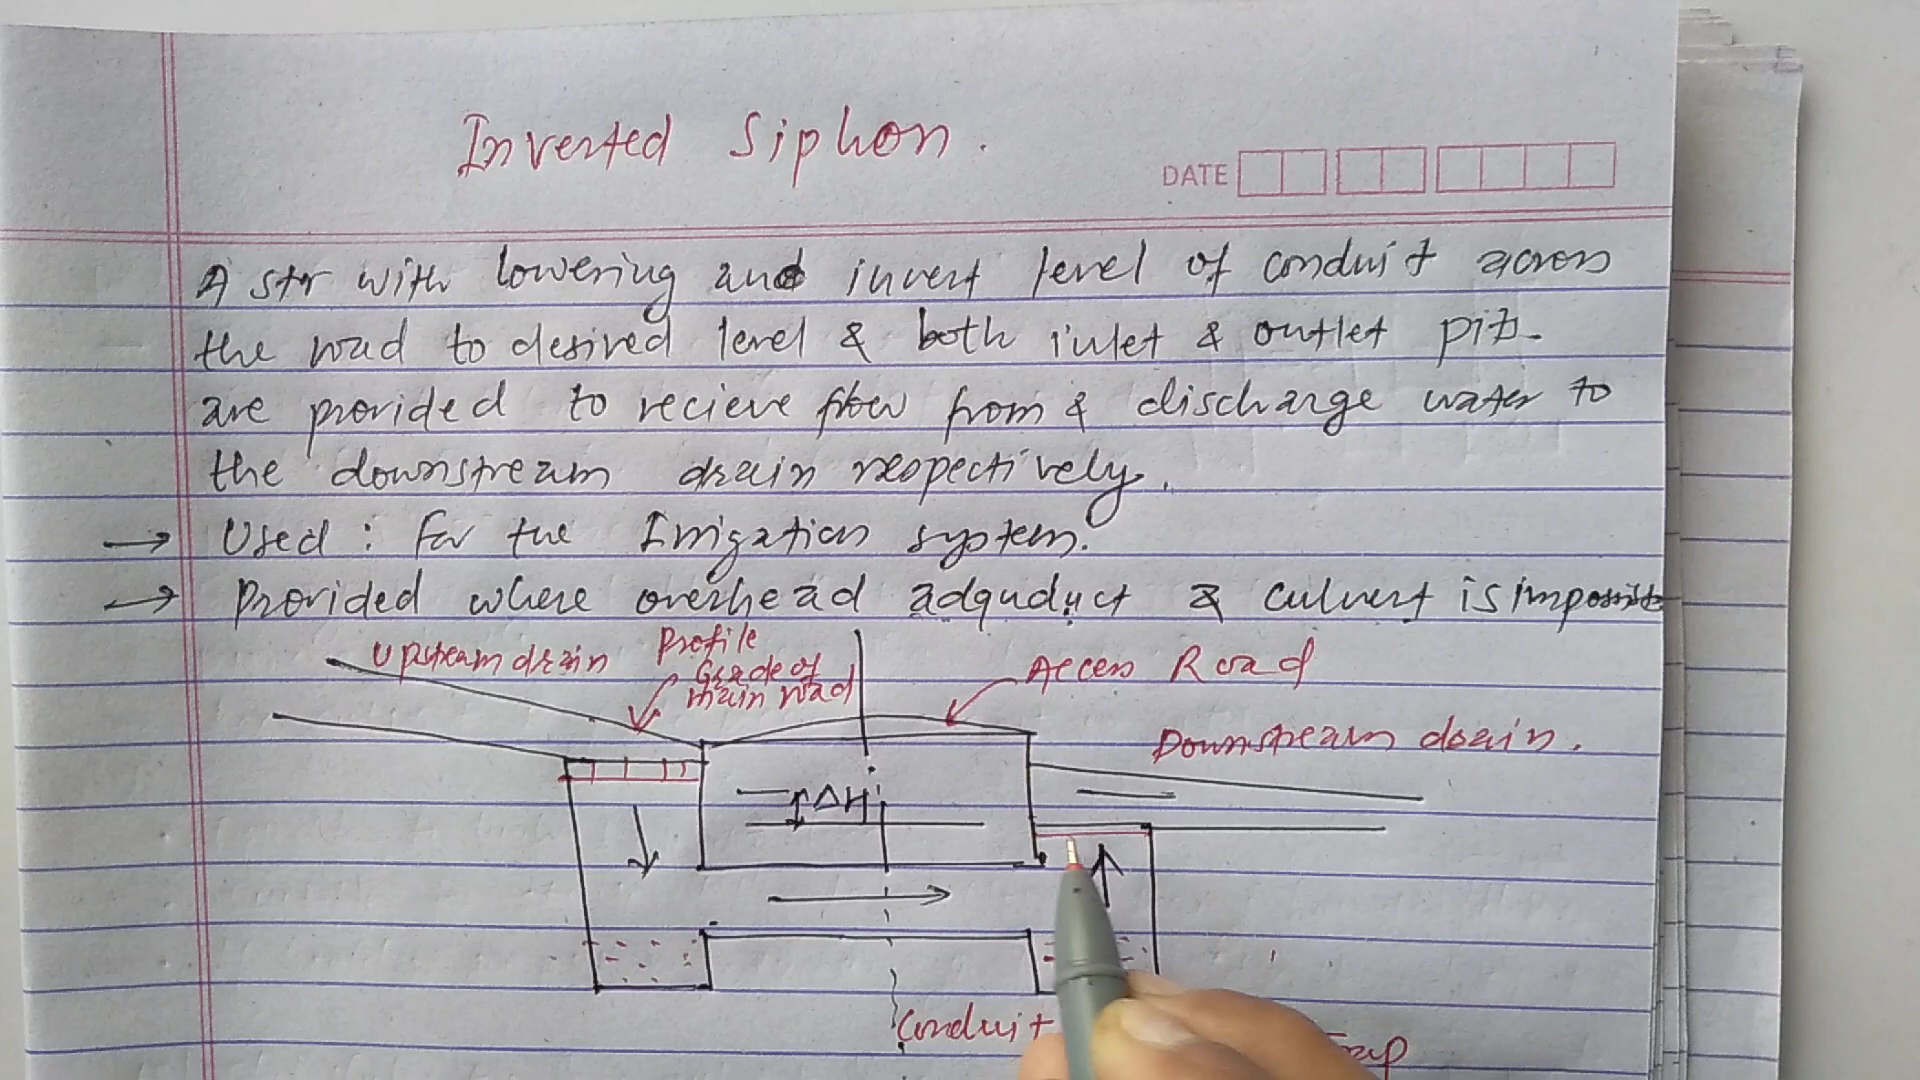 Inverted Siphon.
DATE
A str with lowering and invert level of conduit across
the road to desired level & both inlet & outlet pit.
are provided to recieve flow from & discharge water to
the downstream drain respectively.
→ Used : For the Irrigation system.
→ Provided where overhead adquduct & culvert is impossible
Upstream drain
Profile
Grade of
main road
Access Road
Downstream drain.
ΔH
Conduit